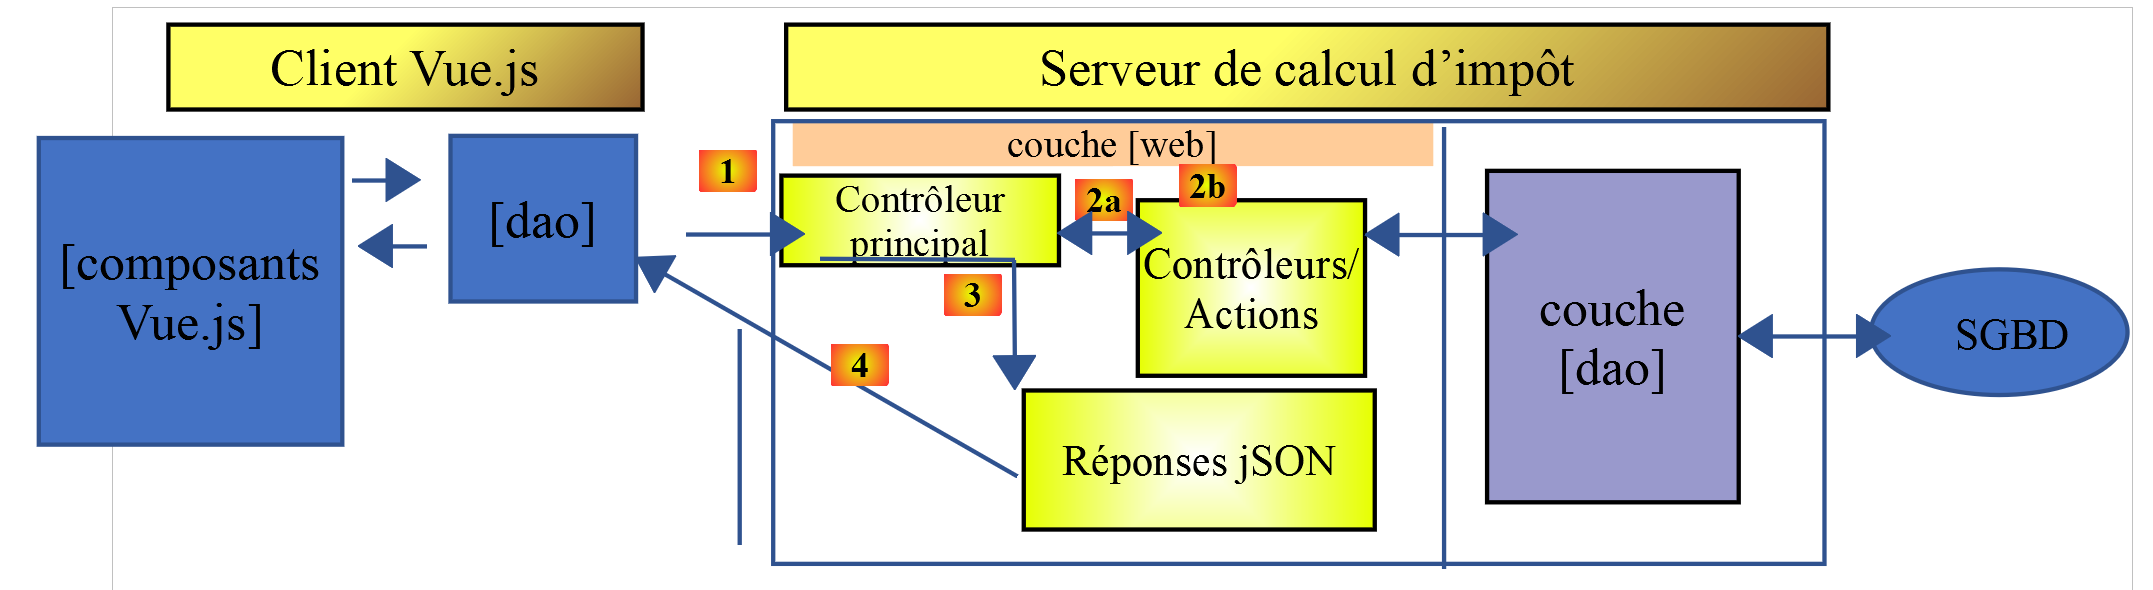 Client Vue.js
Serveur de calcul d’impôt
couche [web]
[composants
Vue.js]
[dao]
1
Contrôleur
principal
2a
2b
Contrôleurs/
Actions
3
4
Réponses jSON
couche
[dao]
SGBD